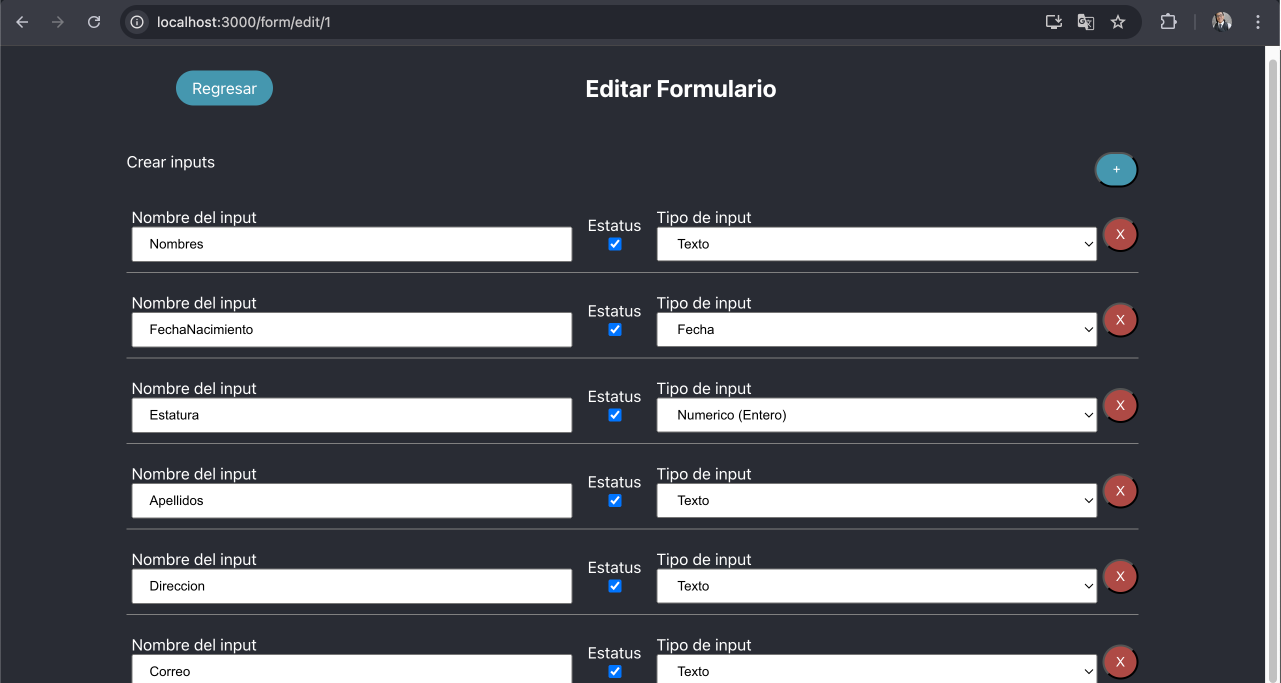 localhost:3000/form/edit/1
Regresar
Editar Formulario
Crear inputs
+
Nombre del input
Estatus
Tipo de input
Nombres
Texto
X
Nombre del input
Estatus
Tipo de input
FechaNacimiento
Fecha
X
Nombre del input
Estatus
Tipo de input
Estatura
Numerico (Entero)
X
Nombre del input
Estatus
Tipo de input
Apellidos
Texto
X
Nombre del input
Estatus
Tipo de input
Direccion
Texto
X
Nombre del input
Estatus
Tipo de input
Correo
Texto
X